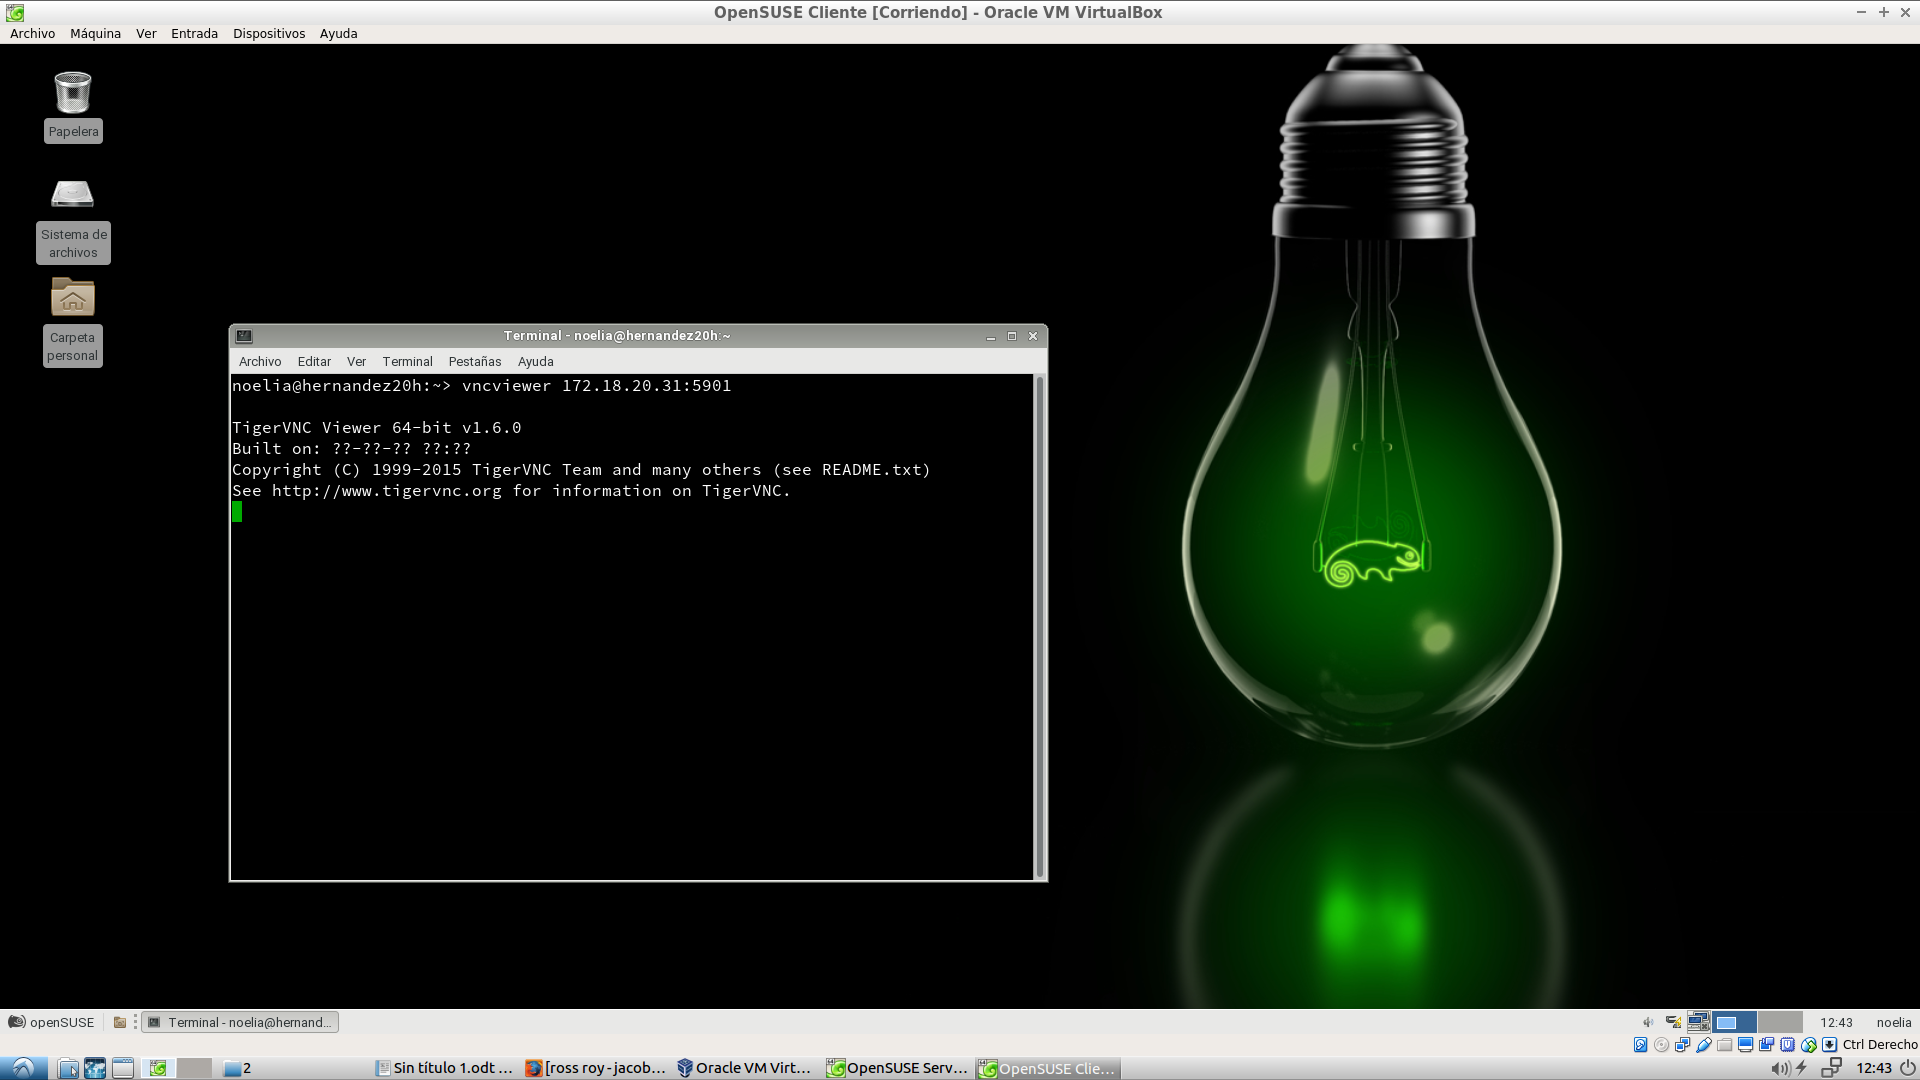 OpenSUSE Cliente [Corriendo] - Oracle VM VirtualBox
Archivo Máquina Ver Entrada Dispositivos Ayuda
Papelera
Sistema de
archivos
Carpeta
personal
Terminal - noelia@hernandez20h:~
Archivo Editar Ver Terminal Pestañas Ayuda
noelia@hernandez20h:~> vncviewer 172.18.20.31:5901
TigerVNC Viewer 64-bit v1.6.0
Built on: ??-??-?? ??:??
Copyright (C) 1999-2015 TigerVNC Team and many others (see README.txt)
See http://www.tigervnc.org for information on TigerVNC.
openSUSE Terminal - noelia@hernand... 12:43 noelia
Ctrl Derecho
2 Sin título 1.odt ... [ross roy - jacob... Oracle VM Virt... OpenSUSE Serv... OpenSUSE Clie... 12:43